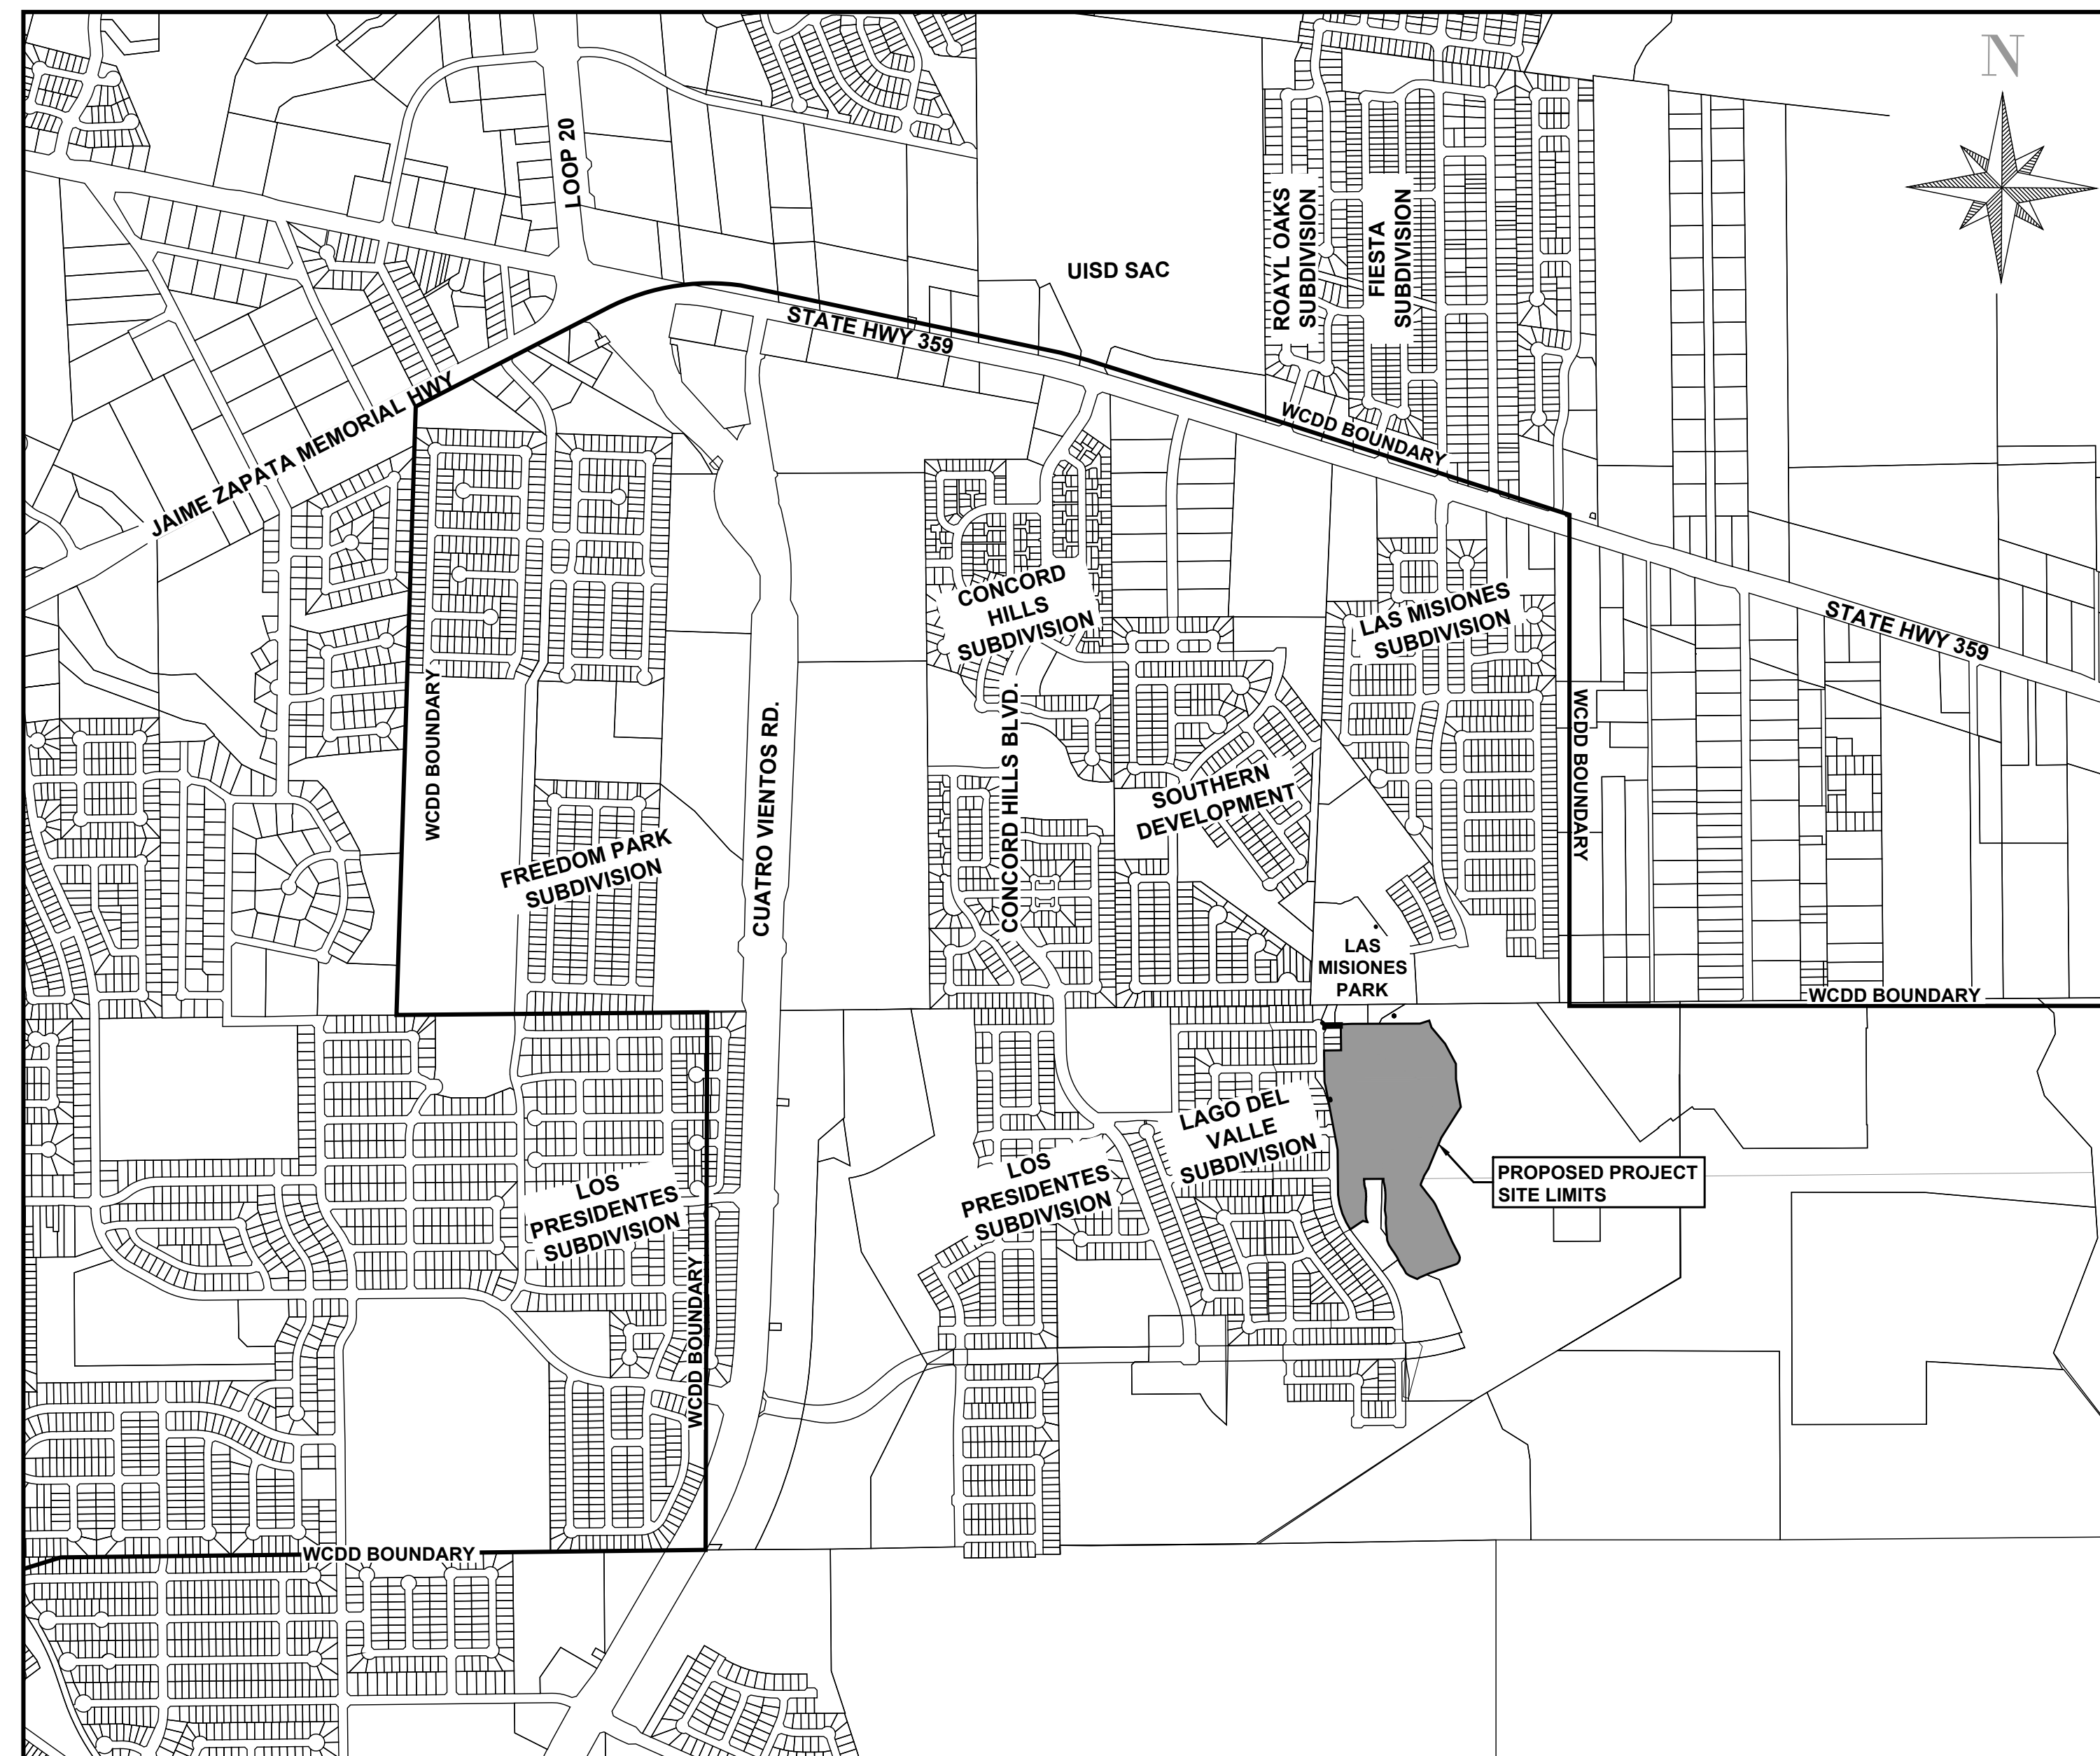 N
LOOP 20
UISD SAC
ROAYL OAKS
SUBDIVISION
FIESTA
SUBDIVISION
STATE HWY 359
JAIME ZAPATA MEMORIAL HWY
WCDD BOUNDARY
CONCORD
HILLS
SUBDIVISION
LAS MISIONES
SUBDIVISION
STATE HWY 359
WCDD BOUNDARY
WCDD BOUNDARY
CUATRO VIENTOS RD.
CONCORD HILLS BLVD.
SOUTHERN
DEVELOPMENT
FREEDOM PARK
SUBDIVISION
LAS
MISIONES
PARK
WCDD BOUNDARY
LAGO DEL
VALLE
SUBDIVISION
PROPOSED PROJECT
SITE LIMITS
LOS
PRESIDENTES
SUBDIVISION
LOS
PRESIDENTES
SUBDIVISION
WCDD BOUNDARY
WCDD BOUNDARY